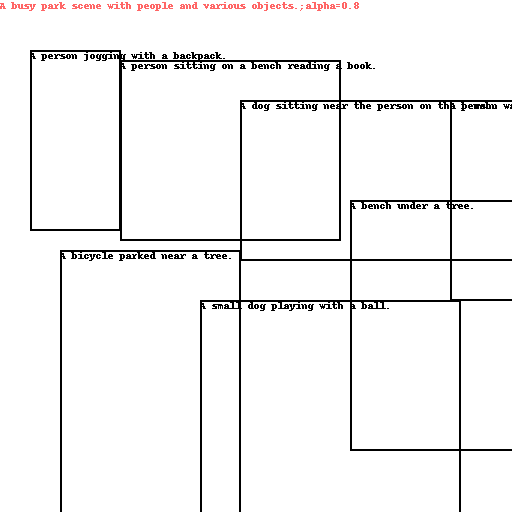 A busy park scene with people and various objects.;alpha=0.8
A person jogging with a backpack.
A person sitting on a bench reading a book.
A dog sitting near the person on the
A person wa
A bench under a tree.
A bicycle parked near a tree.
A small dog playing with a ball.